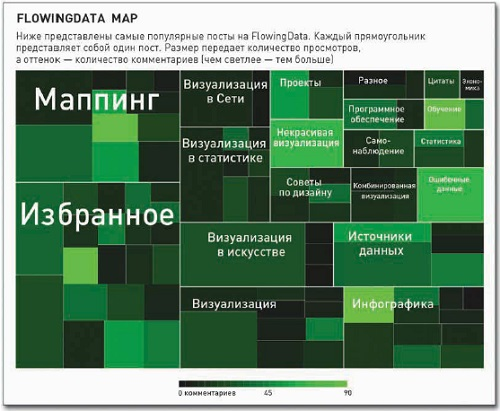 FLOWINGDATA MAP
Ниже представлены самые популярные посты на FlowingData. Каждый прямоугольник
представляет собой один пост. Размер передает количество просмотров,
а оттенок — количество комментариев (чем светлее — тем больше)
Маппинг
Избранное
Визуализация
в Сети
Визуализация
в статистике
Проекты
Некрасивая
визуализация
Советы
по дизайну
Разное
Программное
обеспечение
Само-
наблюдение
Комбинированная
визуализация
Цитаты
Эконо-
мика
Обучение
Статистика
Ошибочные
данные
Визуализация
в искусстве
Источники
данных
Визуализация
Инфографика
0 комментариев
45
90